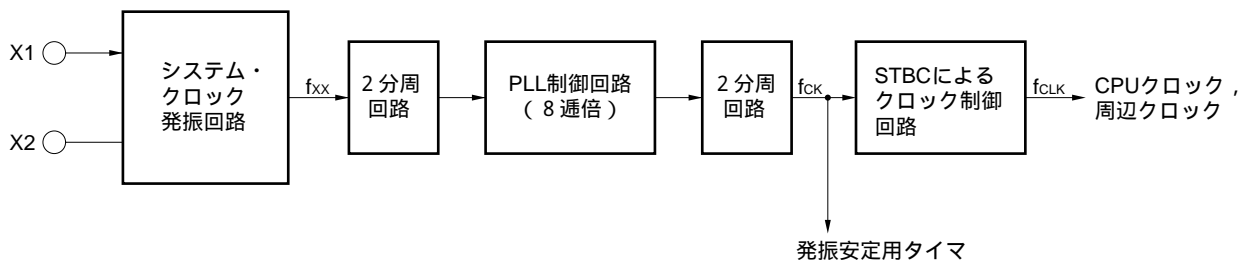 X1
X2
システム・
クロック
発振回路
fXX
2分周
回路
PLL制御回路
(8逓倍)
2分周
回路
fCK
STBCによる
クロック制御
回路
fCLK
CPUクロック,
周辺クロック
発振安定用タイマ